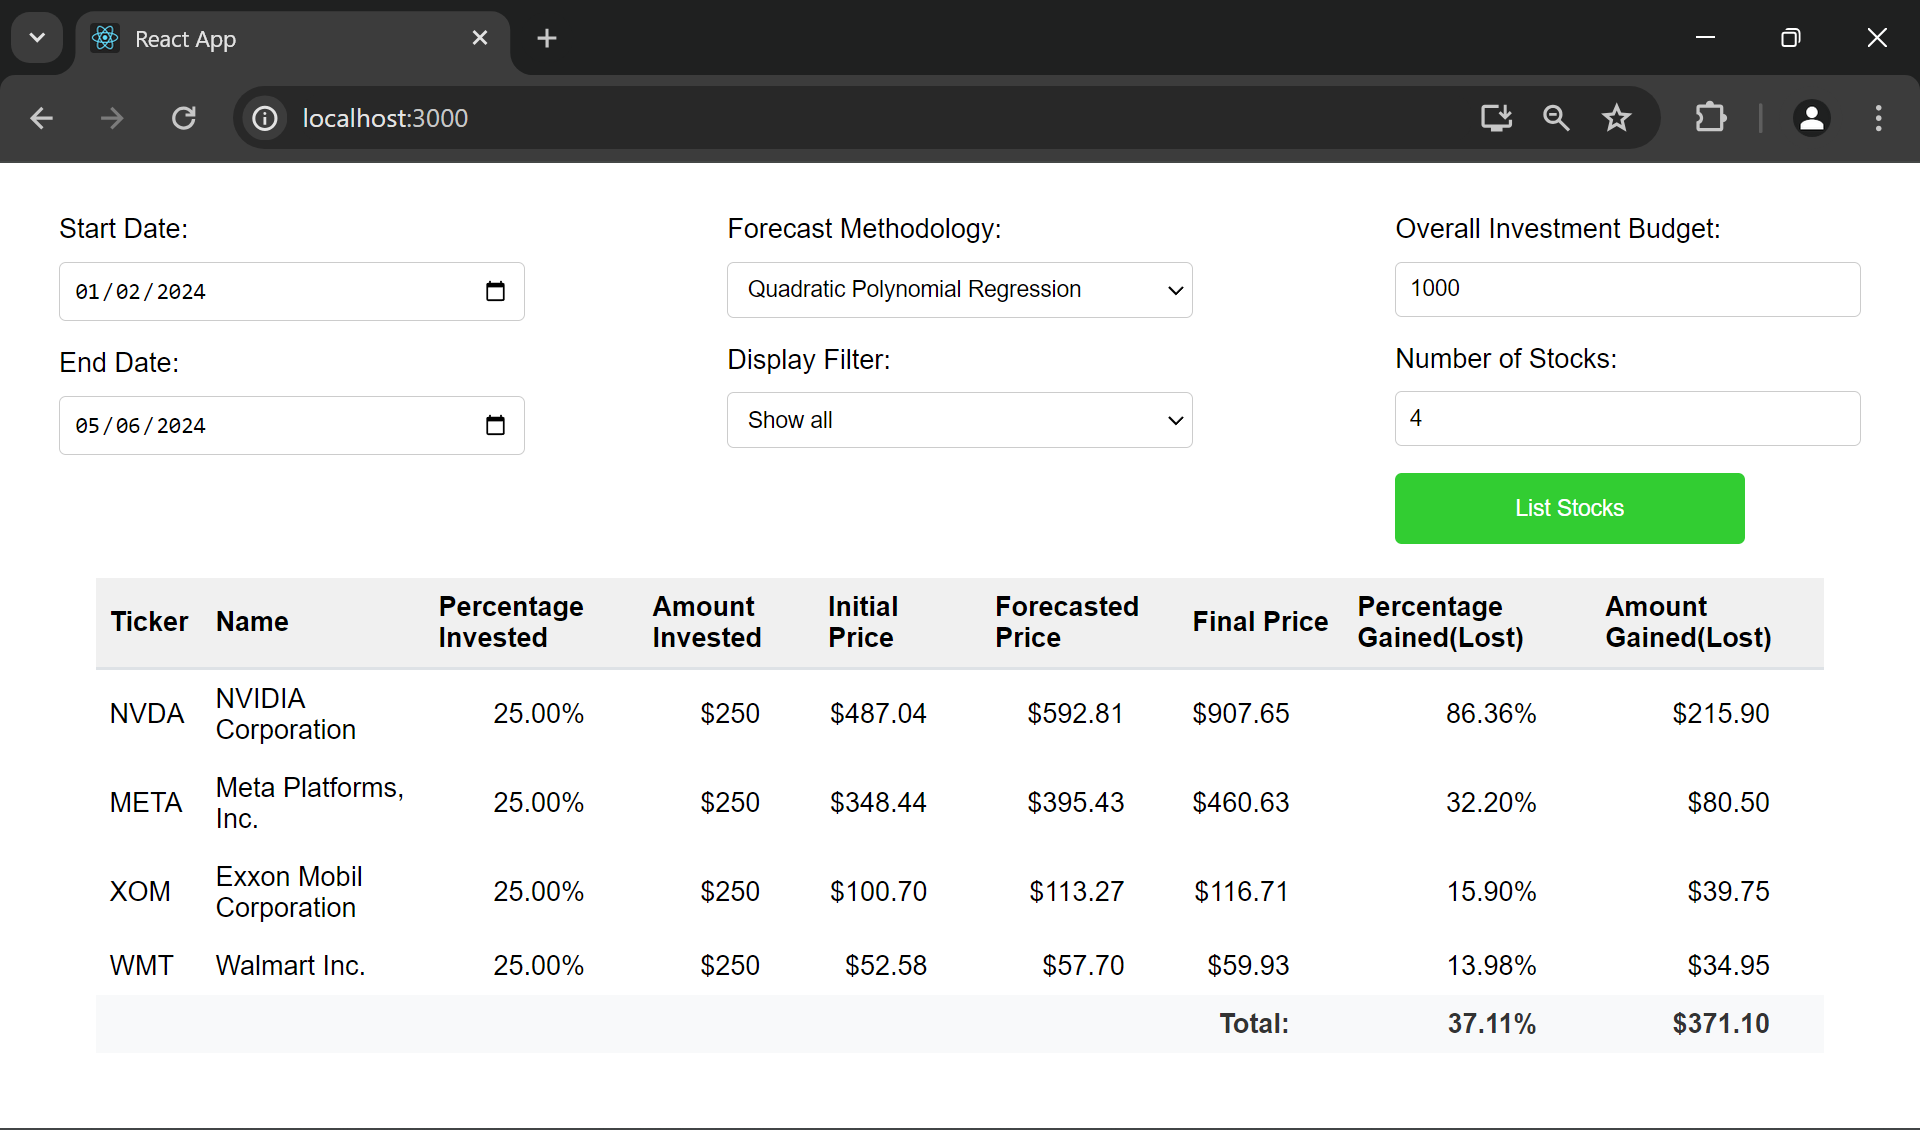 React App
localhost:3000
Start Date:
01/02/2024
End Date:
05/06/2024
Forecast Methodology:
Quadratic Polynomial Regression
Display Filter:
Show all
Overall Investment Budget:
1000
Number of Stocks:
4
List Stocks
Ticker Name Percentage Invested Amount Invested Initial Price Forecasted Price Final Price Percentage Gained(Lost) Amount Gained(Lost)
NVDA NVIDIA Corporation 25.00% $250 $487.04 $592.81 $907.65 86.36% $215.90
META Meta Platforms, Inc. 25.00% $250 $348.44 $395.43 $460.63 32.20% $80.50
XOM Exxon Mobil Corporation 25.00% $250 $100.70 $113.27 $116.71 15.90% $39.75
WMT Walmart Inc. 25.00% $250 $52.58 $57.70 $59.93 13.98% $34.95
Total: 37.11% $371.10